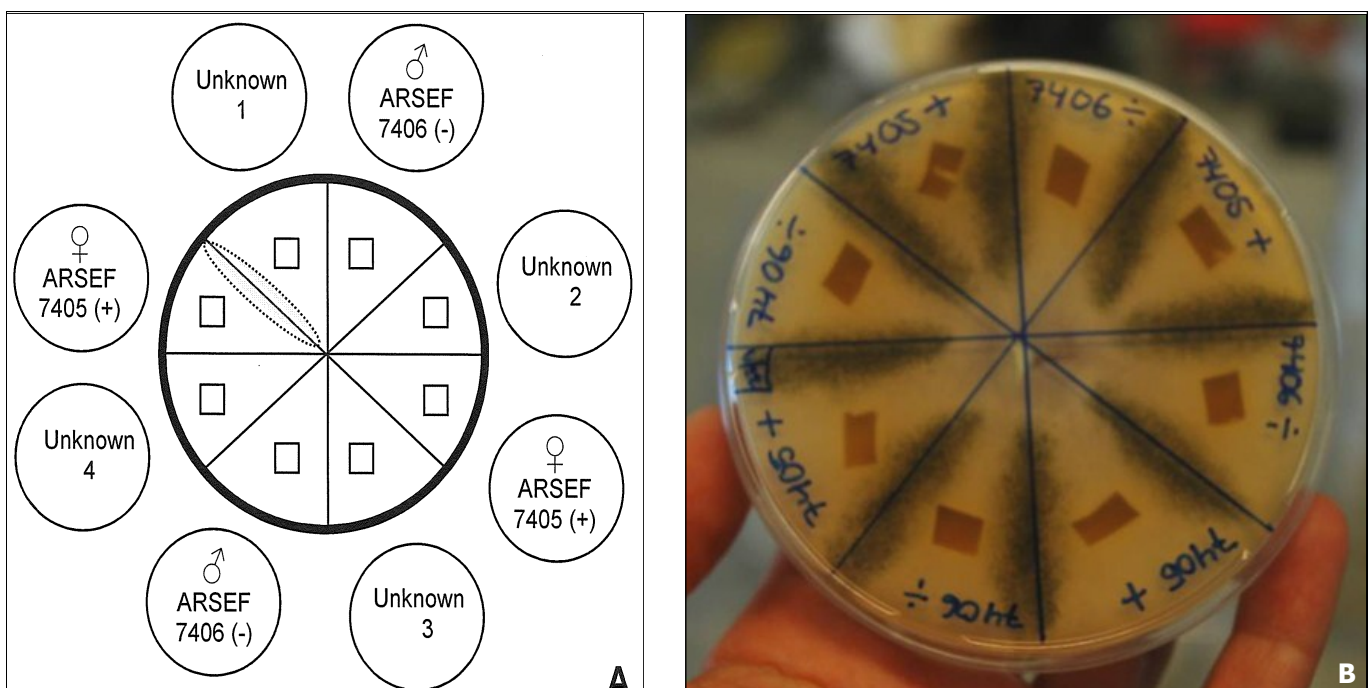 Unknown
1
♂
ARSEF
7406 (-)
♀
ARSEF
7405 (+)
Unknown
2
Unknown
4
♀
ARSEF
7405 (+)
♂
ARSEF
7406 (-)
Unknown
3
A
7405 +
7406 ÷
7405 +
7406 ÷
7406 +
7406 ÷
7405 +
7406 ÷
B